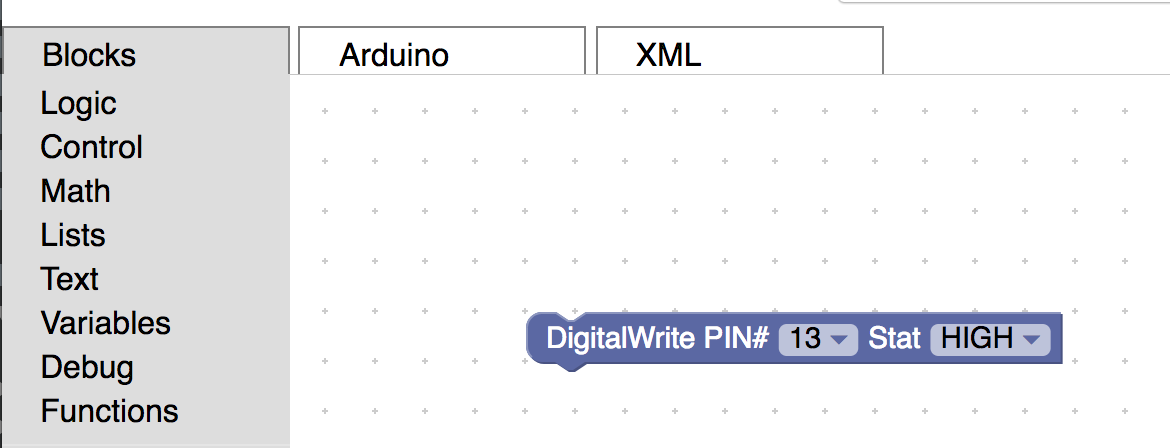 Blocks Arduino XML
Logic
Control
Math
Lists
Text
Variables
Debug
Functions
DigitalWrite PIN# 13 Stat HIGH